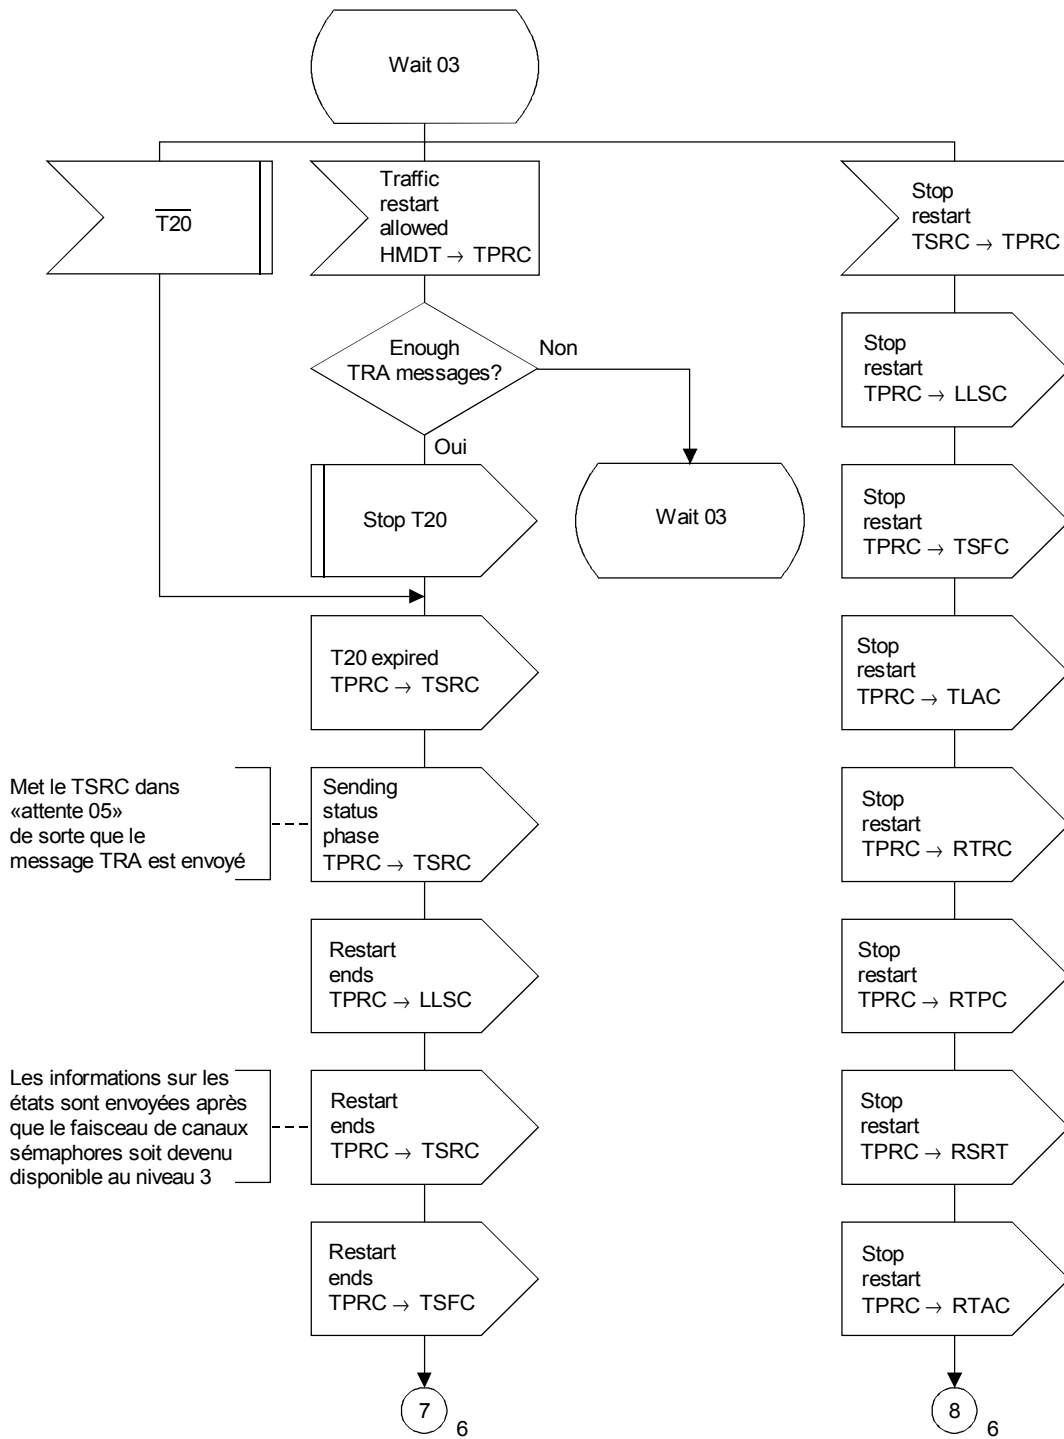 Wait 03
T20
Traffic
restart
allowed
HMDT → TPRC
Stop
restart
TSRC → TPRC
Enough
TRA messages?
Non
Oui
Stop
restart
TPRC → LLSC
Stop T20
Wait 03
Stop
restart
TPRC → TSFC
T20 expired
TPRC → TSRC
Stop
restart
TPRC → TLAC
Met le TSRC dans
«attente 05»
de sorte que le
message TRA est envoyé
Sending
status
phase
TPRC → TSRC
Stop
restart
TPRC → RTRC
Restart
ends
TPRC → LLSC
Stop
restart
TPRC → RTPC
Les informations sur les
états sont envoyées après
que le faisceau de canaux
sémaphores soit devenu
disponible au niveau 3
Restart
ends
TPRC → TSRC
Stop
restart
TPRC → RSRT
Restart
ends
TPRC → TSFC
Stop
restart
TPRC → RTAC
7
6
8
6